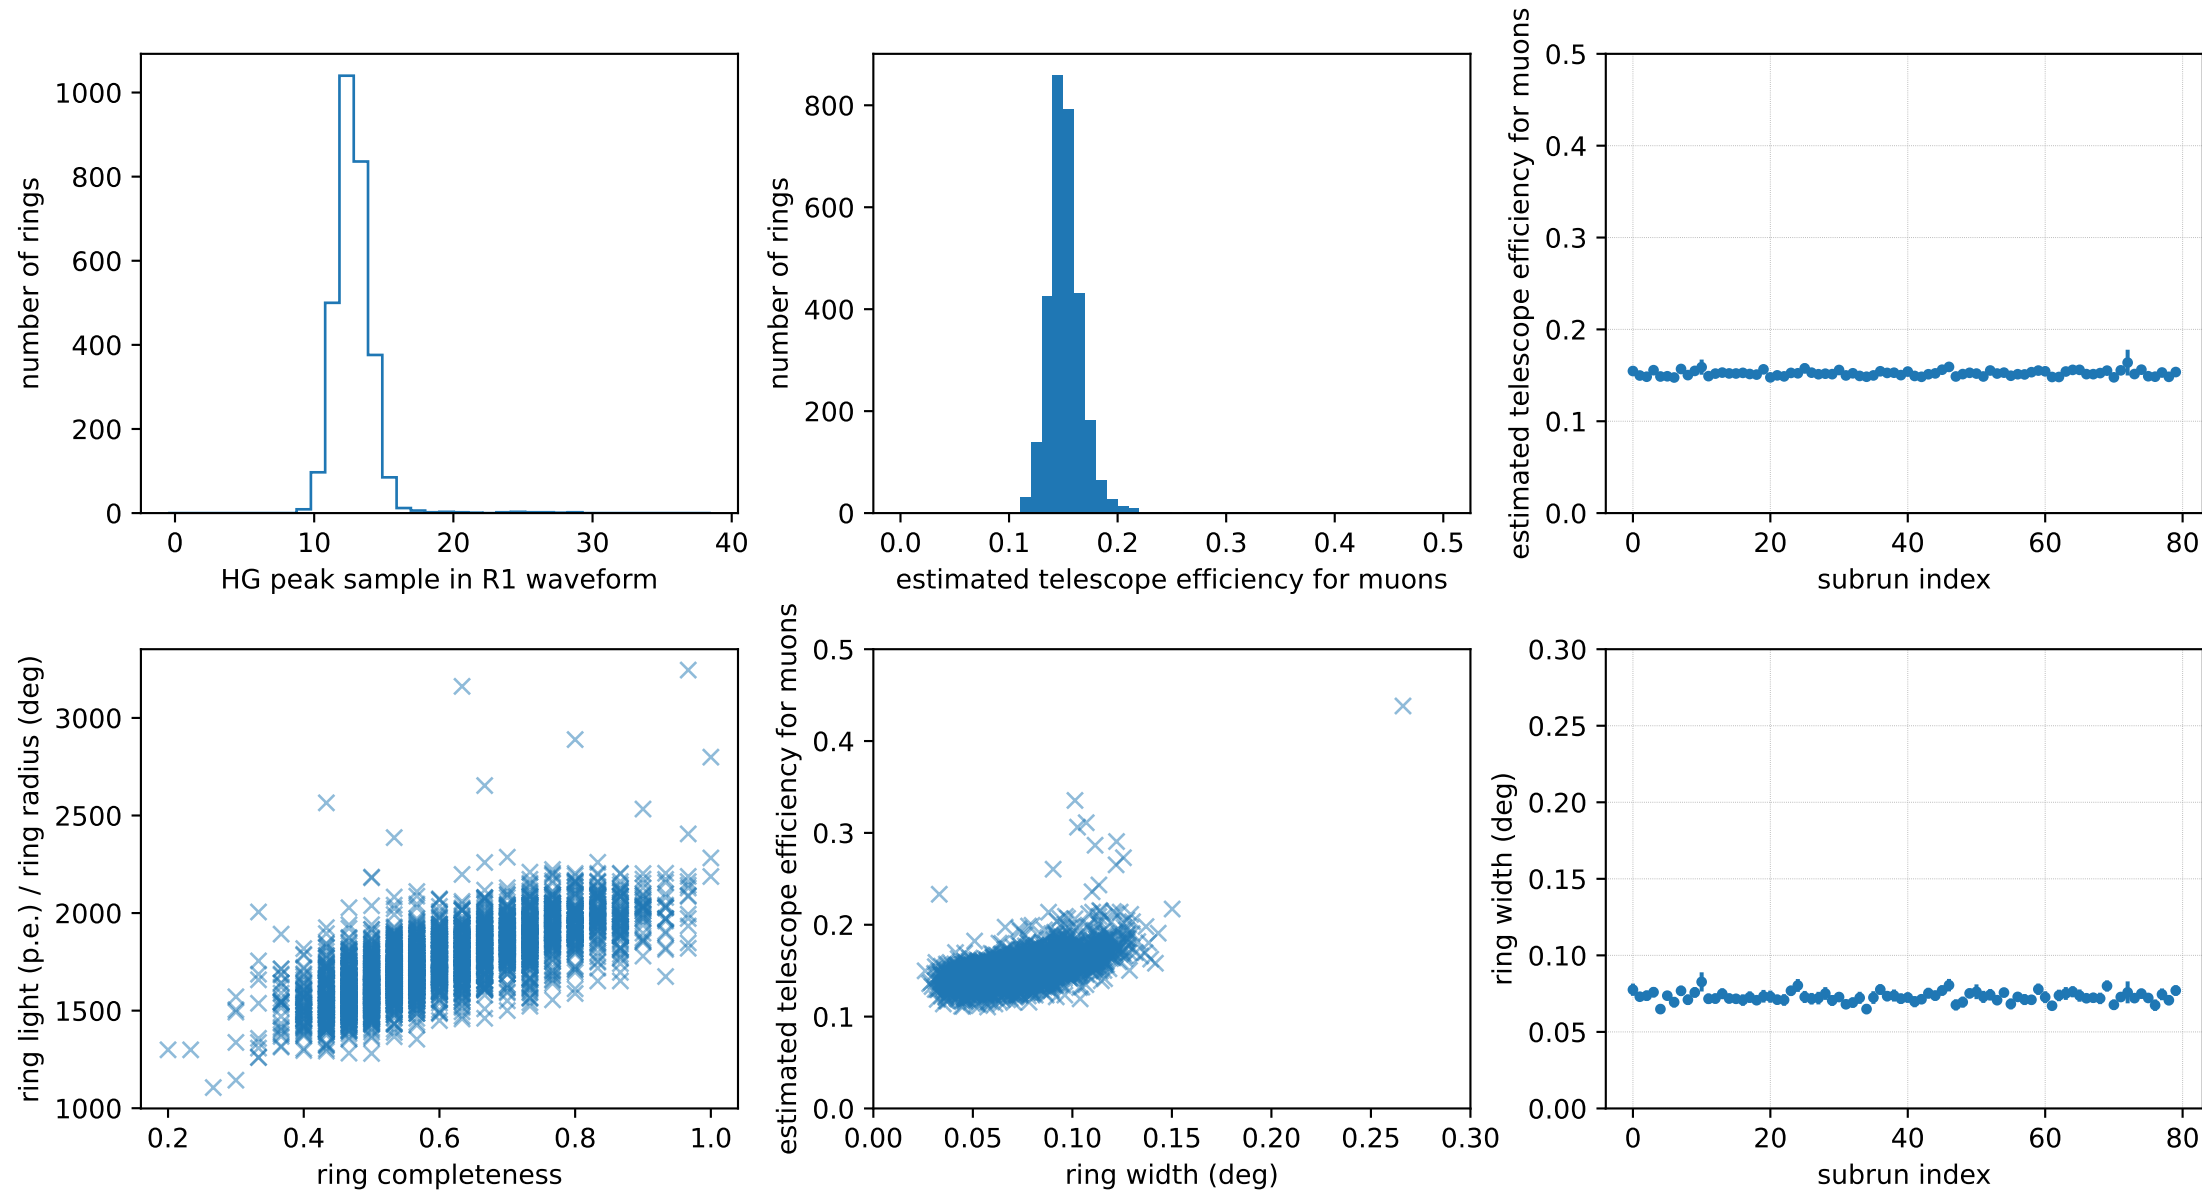 number of rings
1000
800
600
400
200
0
0 10 20 30 40
HG peak sample in R1 waveform
number of rings
800
600
400
200
0
0.0 0.1 0.2 0.3 0.4 0.5
estimated telescope efficiency for muons
estimated telescope efficiency for muons
0.5
0.4
0.3
0.2
0.1
0.0
0 20 40 60 80
subrun index
ring light (p.e.) / ring radius (deg)
3000
2500
2000
1500
1000
0.2 0.4 0.6 0.8 1.0
ring completeness
estimated telescope efficiency for muons
0.5
0.4
0.3
0.2
0.1
0.0
0.00 0.05 0.10 0.15 0.20 0.25 0.30
ring width (deg)
ring width (deg)
0.30
0.25
0.20
0.15
0.10
0.05
0.00
0 20 40 60 80
subrun index